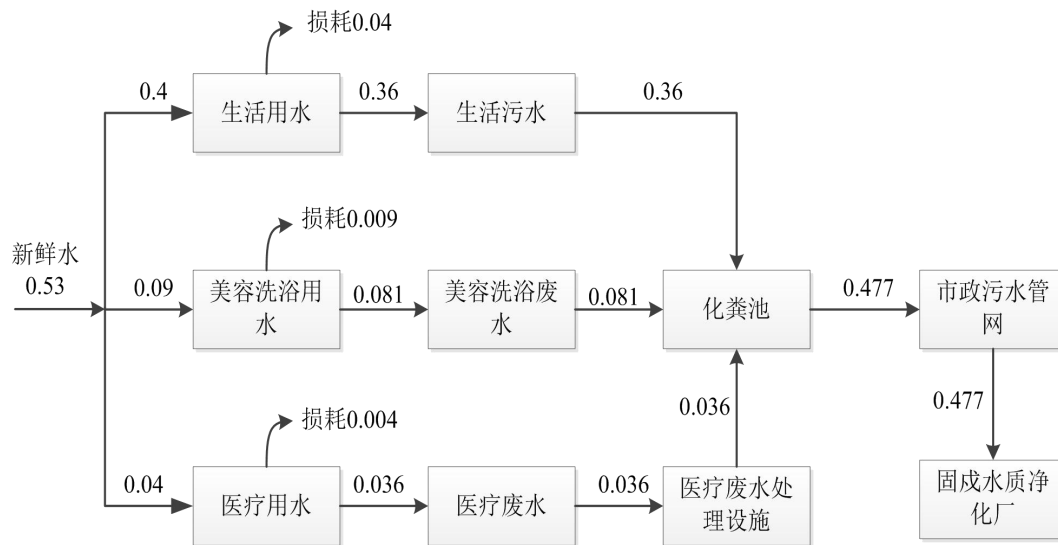 损耗0.04
0.4
生活用水
0.36
生活污水
0.36
损耗0.009
新鲜水
0.53
0.09
美容洗浴用
水
0.081
美容洗浴废
水
0.081
化粪池
0.477
市政污水管
网
损耗0.004
0.036
0.477
0.04
医疗用水
0.036
医疗废水
0.036
医疗废水处
理设施
固戍水质净
化厂